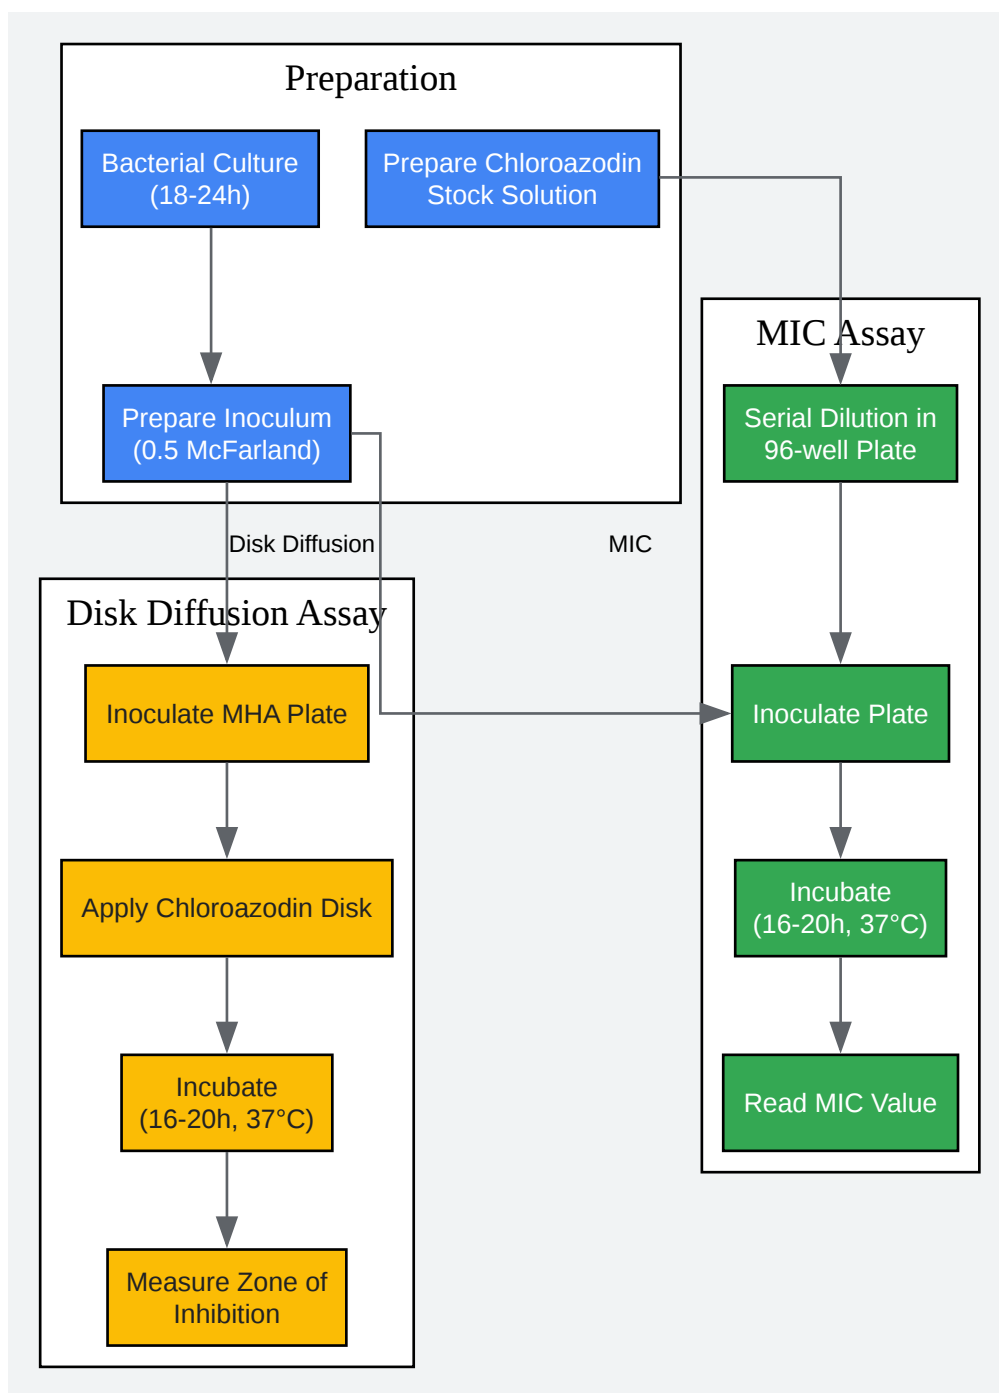 Preparation
Bacterial Culture
(18-24h)
Prepare Chloroazodin
Stock Solution
Prepare Inoculum
(0.5 McFarland)
Disk Diffusion
MIC
Disk Diffusion Assay
Inoculate MHA Plate
Apply Chloroazodin Disk
Incubate
(16-20h, 37°C)
Measure Zone of
Inhibition
MIC Assay
Serial Dilution in
96-well Plate
Inoculate Plate
Incubate
(16-20h, 37°C)
Read MIC Value